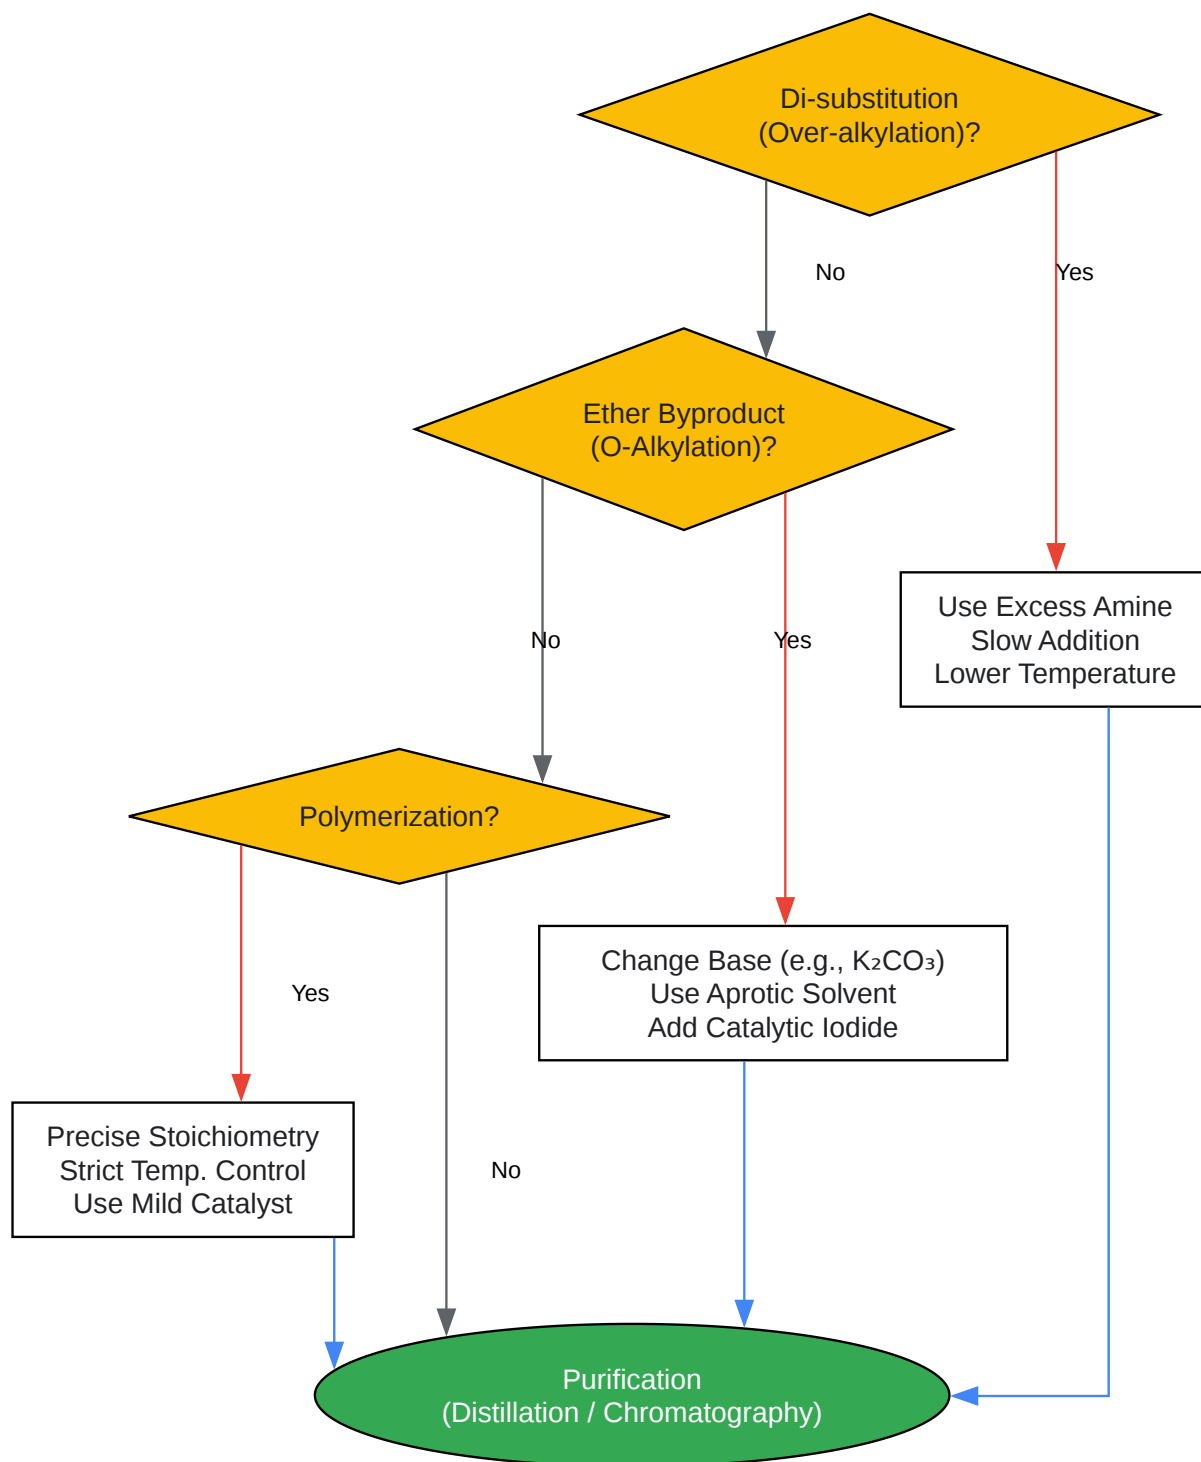 Di-substitution
(Over-alkylation)?
No
Yes
Ether Byproduct
(O-Alkylation)?
Use Excess Amine
Slow Addition
Lower Temperature
No
Yes
Polymerization?
Change Base (e.g., K₂CO₃)
Use Aprotic Solvent
Add Catalytic Iodide
Yes
Precise Stoichiometry
Strict Temp. Control
Use Mild Catalyst
No
Purification
(Distillation / Chromatography)